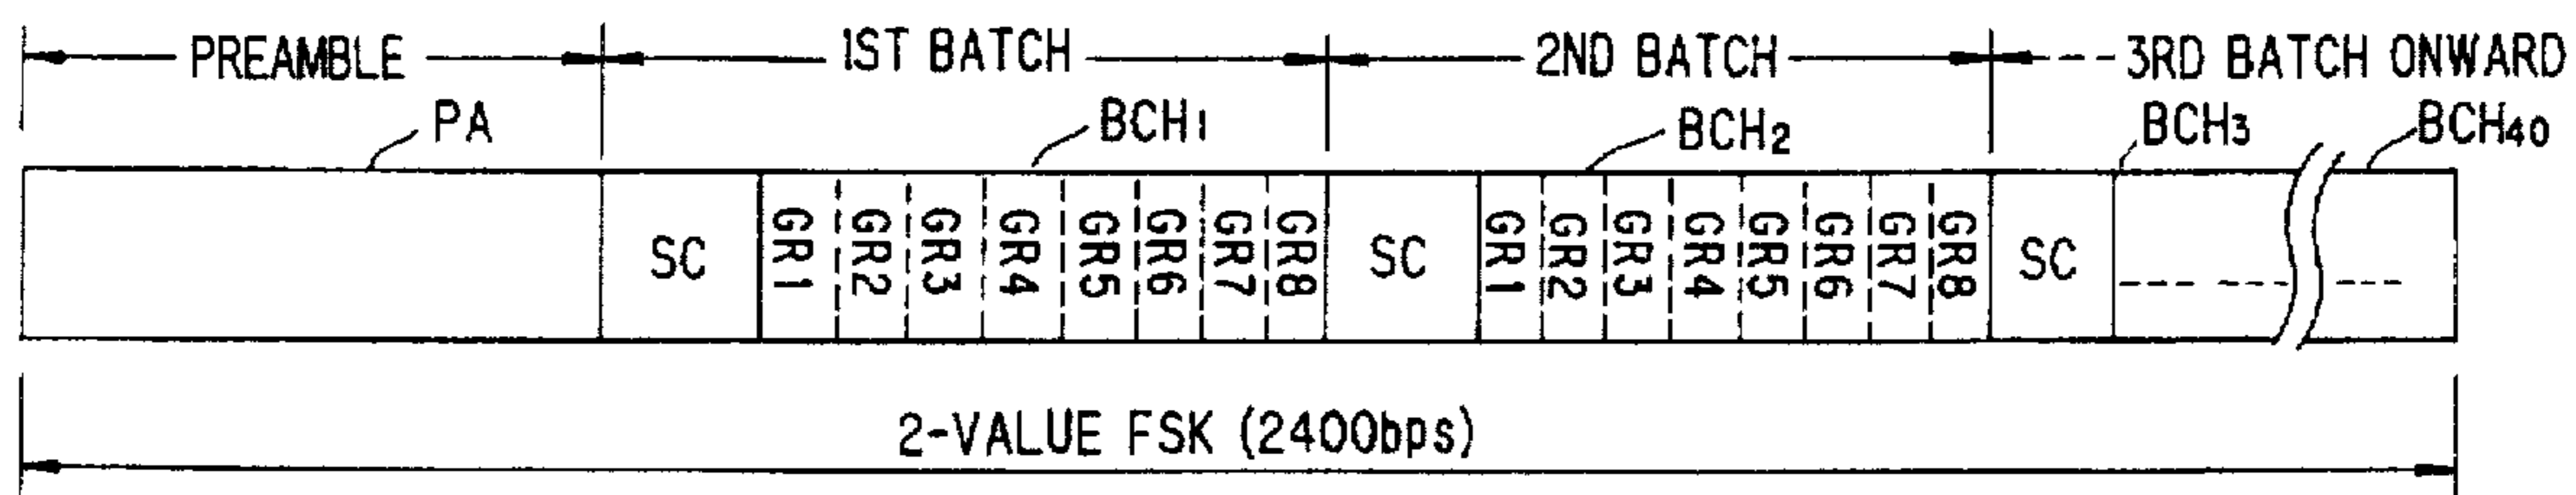 PREAMBLE 1ST BATCH 2ND BATCH 3RD BATCH ONWARD
PA BCH1 BCH2 BCH3 BCH40
SC GR1 GR2 GR3 GR4 GR5 GR6 GR7 GR8 SC GR1 GR2 GR3 GR4 GR5 GR6 GR7 GR8 SC
2-VALUE FSK (2400bps)